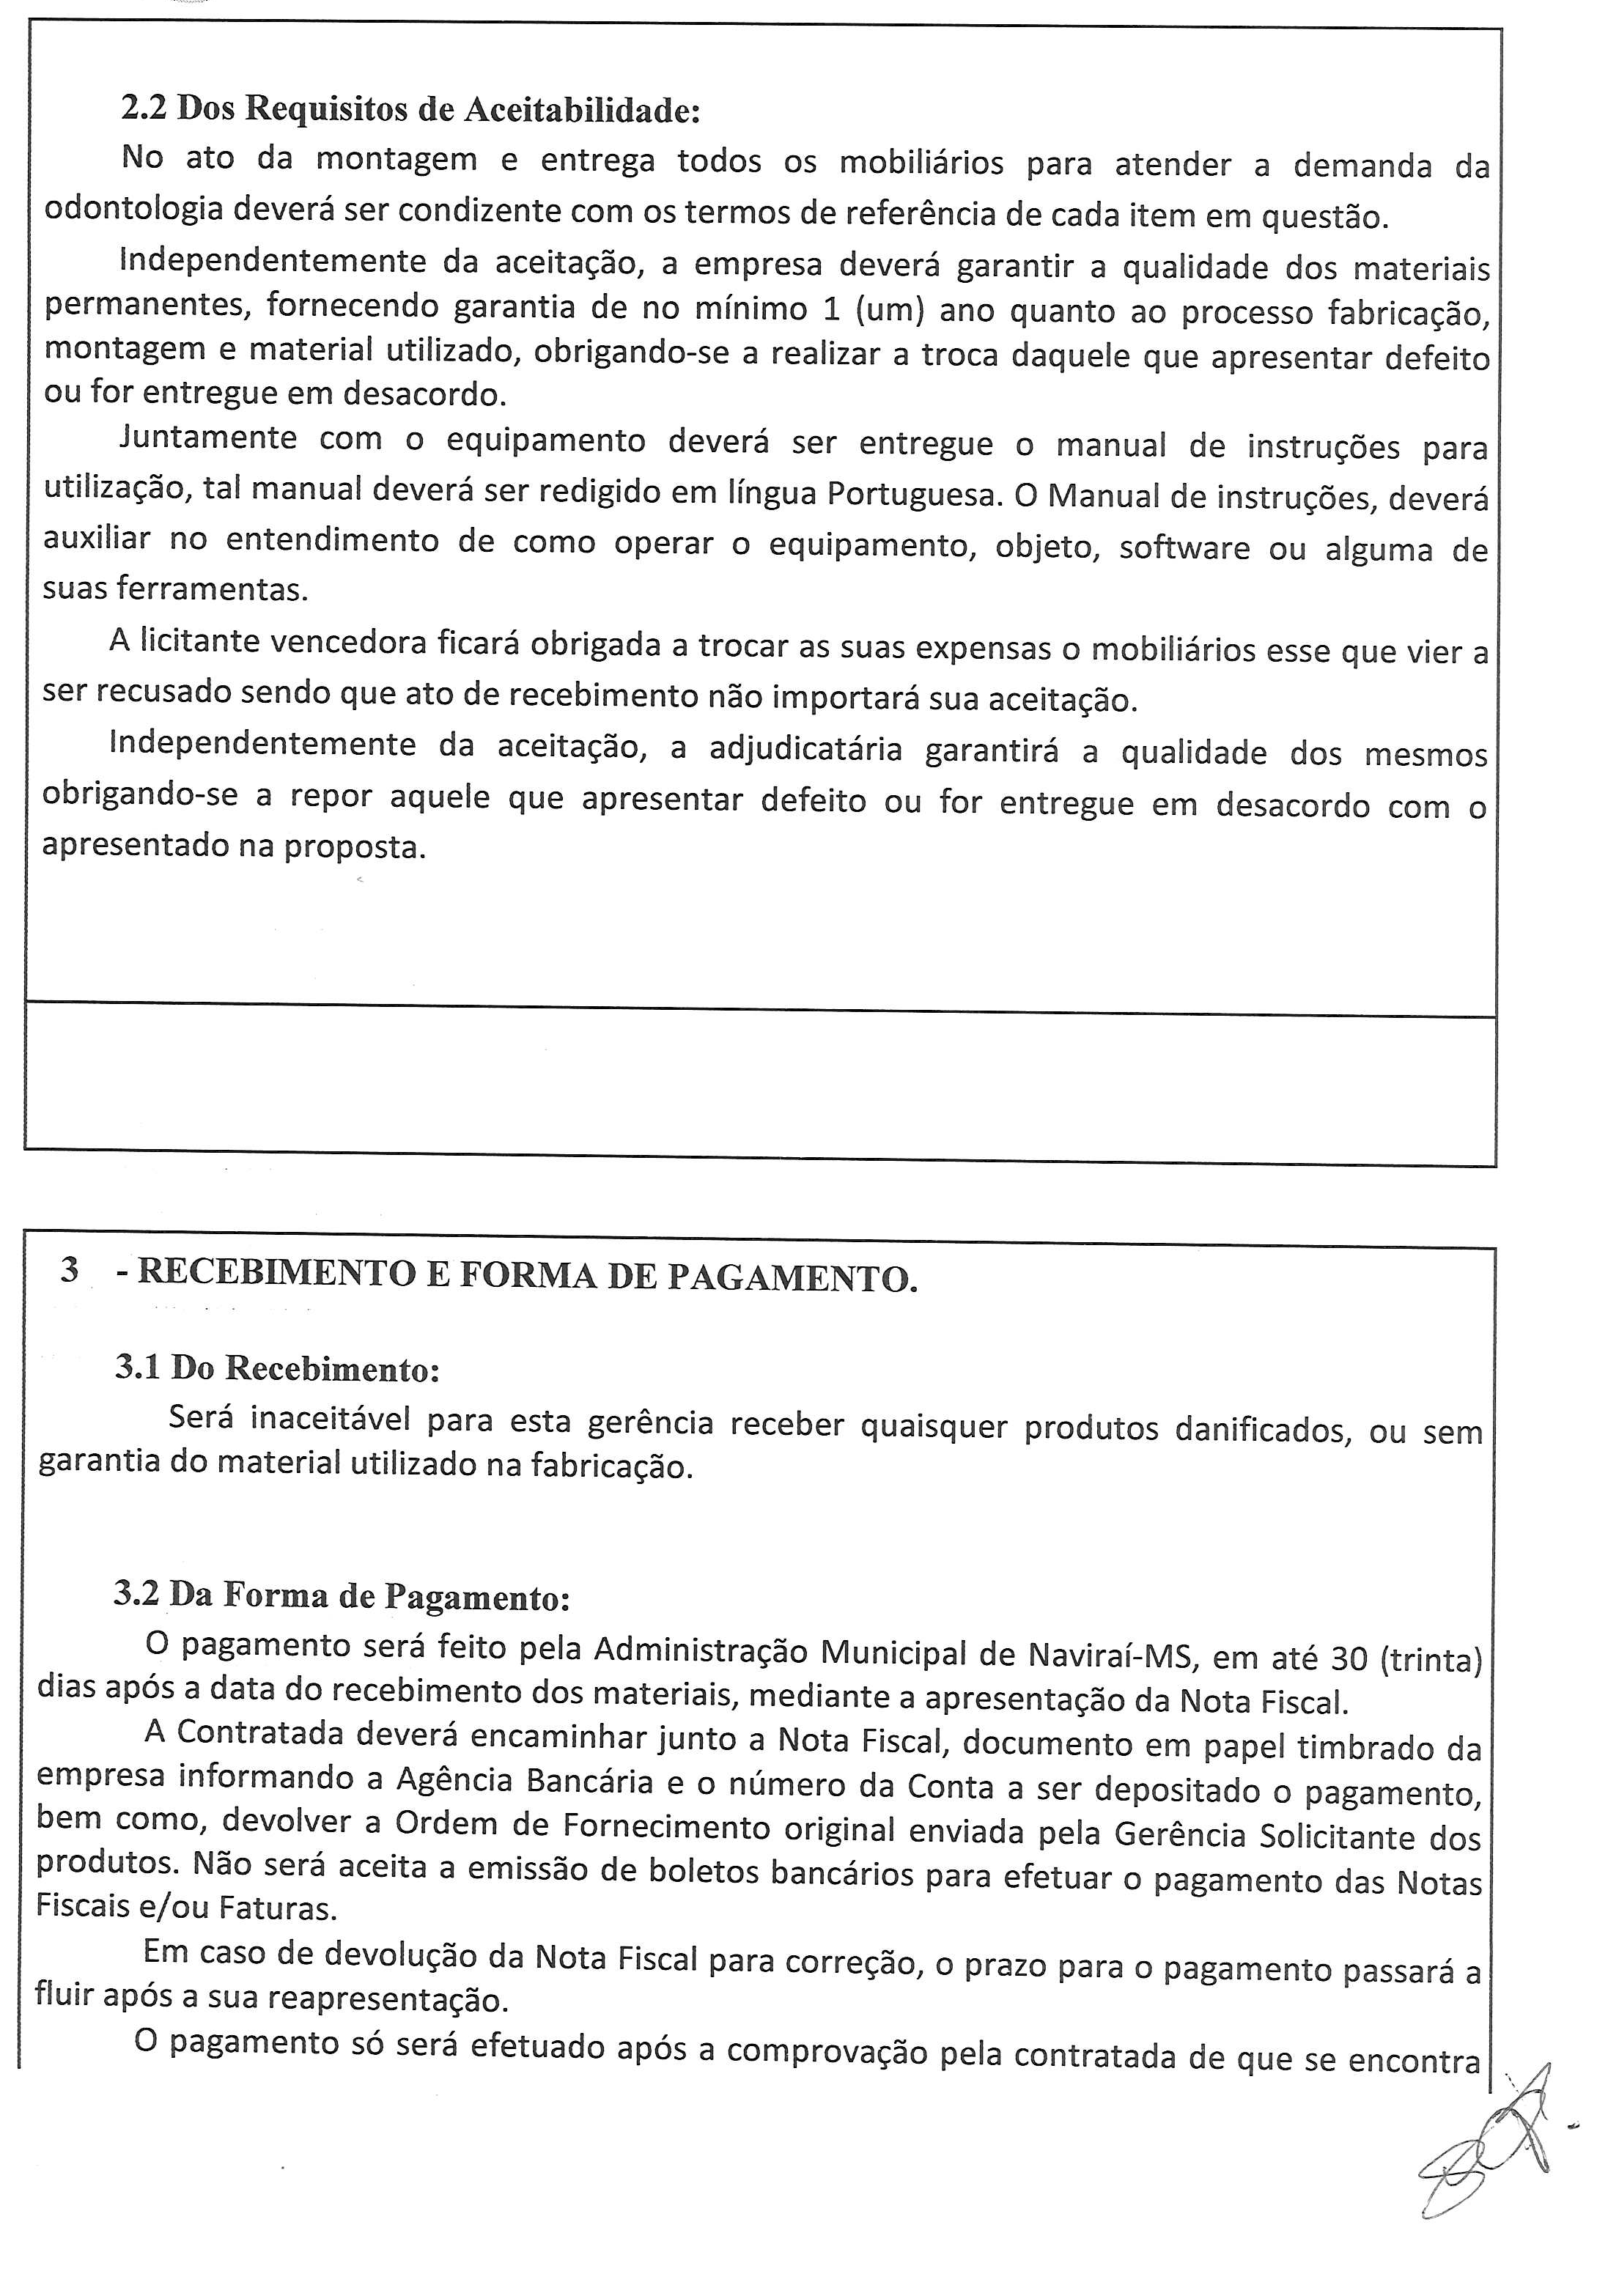 2.2 Dos Requisitos de Aceitabilidade:
No ato da montagem e entrega todos os mobiliários para atender a demanda da
odontologia deverá ser condizente com os termos de referência de cada item em questão.
Independentemente da aceitação, a empresa deverá garantir a qualidade dos materiais
permanentes, fornecendo garantia de no mínimo 1 (um) ano quanto ao processo fabricação,
montagem e material utilizado, obrigando-se a realizar a troca daquele que apresentar defeito
ou for entregue em desacordo.
Juntamente com o equipamento deverá ser entregue o manual de instruções para
utilização, tal manual deverá ser redigido em língua Portuguesa. O Manual de instruções, deverá
auxiliar no entendimento de como operar o equipamento, objeto, software ou alguma de
suas ferramentas.
A licitante vencedora ficará obrigada a trocar as suas expensas o mobiliários esse que vier a
ser recusado sendo que ato de recebimento não importará sua aceitação.
Independentemente da aceitação, a adjudicatária garantirá a qualidade dos mesmos
obrigando-se a repor aquele que apresentar defeito ou for entregue em desacordo com o
apresentado na proposta.
3 - RECEBIMENTO E FORMA DE PAGAMENTO.
3.1 Do Recebimento:
Será inaceitável para esta gerência receber quaisquer produtos danificados, ou sem
garantia do material utilizado na fabricação.
3.2 Da Forma de Pagamento:
O pagamento será feito pela Administração Municipal de Naviraí-MS, em até 30 (trinta)
dias após a data do recebimento dos materiais, mediante a apresentação da Nota Fiscal.
A Contratada deverá encaminhar junto a Nota Fiscal, documento em papel timbrado da
empresa informando a Agência Bancária e o número da Conta a ser depositado o pagamento,
bem como, devolver a Ordem de Fornecimento original enviada pela Gerência Solicitante dos
produtos. Não será aceita a emissão de boletos bancários para efetuar o pagamento das Notas
Fiscais e/ou Faturas.
Em caso de devolução da Nota Fiscal para correção, o prazo para o pagamento passará a
fluir após a sua reapresentação.
O pagamento só será efetuado após a comprovação pela contratada de que se encontra